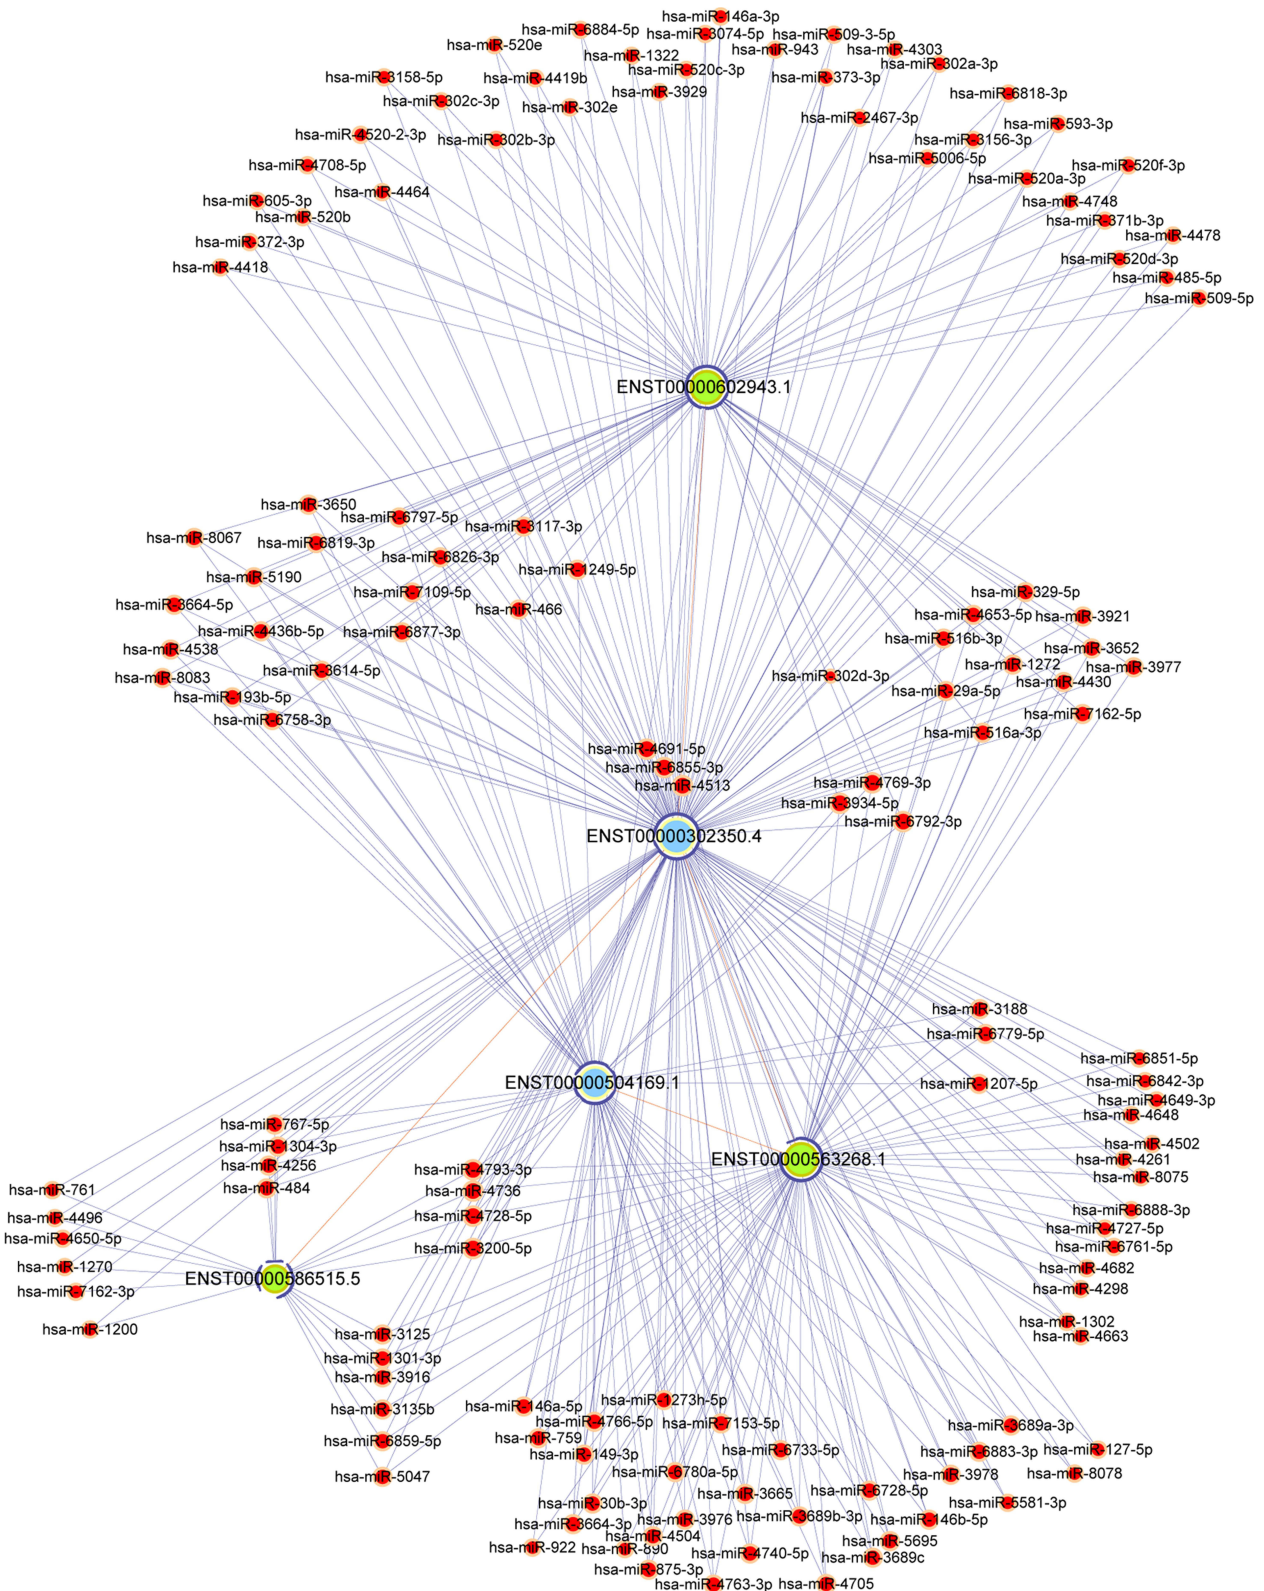 hsa-miR-146a-3p
hsa-miR-6884-5p
hsa-miR-3074-5p
hsa-miR-509-3-5p
hsa-miR-520e
hsa-miR-1322
hsa-miR-943
hsa-miR-4303
hsa-miR-302a-3p
hsa-miR-520c-3p
hsa-miR-3158-5p
hsa-miR-4419b
hsa-miR-373-3p
hsa-miR-3929
hsa-miR-6818-3p
hsa-miR-302c-3p
hsa-miR-302e
hsa-miR-2467-3p
hsa-miR-593-3p
hsa-miR-4520-2-3p
hsa-miR-302b-3p
hsa-miR-3156-3p
hsa-miR-5006-5p
hsa-miR-4708-5p
hsa-miR-520f-3p
hsa-miR-520a-3p
hsa-miR-4464
hsa-miR-605-3p
hsa-miR-4748
hsa-miR-520b
hsa-miR-371b-3p
hsa-miR-4478
hsa-miR-372-3p
hsa-miR-520d-3p
hsa-miR-4418
hsa-miR-485-5p
hsa-miR-509-5p
ENST00000602943.1
hsa-miR-3650
hsa-miR-6797-5p
hsa-miR-3117-3p
hsa-miR-8067
hsa-miR-6819-3p
hsa-miR-6826-3p
hsa-miR-1249-5p
hsa-miR-5190
hsa-miR-7109-5p
hsa-miR-329-5p
hsa-miR-3664-5p
hsa-miR-466
hsa-miR-4653-5p
hsa-miR-3921
hsa-miR-4436b-5p
hsa-miR-6877-3p
hsa-miR-516b-3p
hsa-miR-4538
hsa-miR-3652
hsa-miR-1272
hsa-miR-3977
hsa-miR-3614-5p
hsa-miR-8083
hsa-miR-302d-3p
hsa-miR-4430
hsa-miR-193b-5p
hsa-miR-29a-5p
hsa-miR-6758-3p
hsa-miR-7162-5p
hsa-miR-516a-3p
hsa-miR-4691-5p
hsa-miR-6855-3p
hsa-miR-4513
hsa-miR-4769-3p
hsa-miR-3934-5p
hsa-miR-6792-3p
ENST00000302350.4
hsa-miR-3188
hsa-miR-6779-5p
hsa-miR-6851-5p
ENST00000504169.1
hsa-miR-1207-5p
hsa-miR-6842-3p
hsa-miR-4649-3p
hsa-miR-4648
hsa-miR-767-5p
hsa-miR-1304-3p
hsa-miR-4502
hsa-miR-4256
ENST00000563268.1
hsa-miR-4261
hsa-miR-4793-3p
hsa-miR-8075
hsa-miR-484
hsa-miR-761
hsa-miR-4736
hsa-miR-6888-3p
hsa-miR-4496
hsa-miR-4728-5p
hsa-miR-4727-5p
hsa-miR-4650-5p
hsa-miR-3200-5p
hsa-miR-6761-5p
hsa-miR-1270
hsa-miR-4682
ENST00000586515.5
hsa-miR-7162-3p
hsa-miR-4298
hsa-miR-1200
hsa-miR-1302
hsa-miR-3125
hsa-miR-4663
hsa-miR-1301-3p
hsa-miR-3916
hsa-miR-3135b
hsa-miR-146a-5p
hsa-miR-1273h-5p
hsa-miR-4766-5p
hsa-miR-7153-5p
hsa-miR-3689a-3p
hsa-miR-6859-5p
hsa-miR-759
hsa-miR-149-3p
hsa-miR-6733-5p
hsa-miR-6883-3p
hsa-miR-127-5p
hsa-miR-5047
hsa-miR-6780a-5p
hsa-miR-3978
hsa-miR-8078
hsa-miR-3665
hsa-miR-6728-5p
hsa-miR-30b-3p
hsa-miR-5581-3p
hsa-miR-3664-3p
hsa-miR-3976
hsa-miR-3689b-3p
hsa-miR-146b-5p
hsa-miR-4504
hsa-miR-5695
hsa-miR-922
hsa-miR-890
hsa-miR-4740-5p
hsa-miR-3689c
hsa-miR-875-3p
hsa-miR-4763-3p
hsa-miR-4705